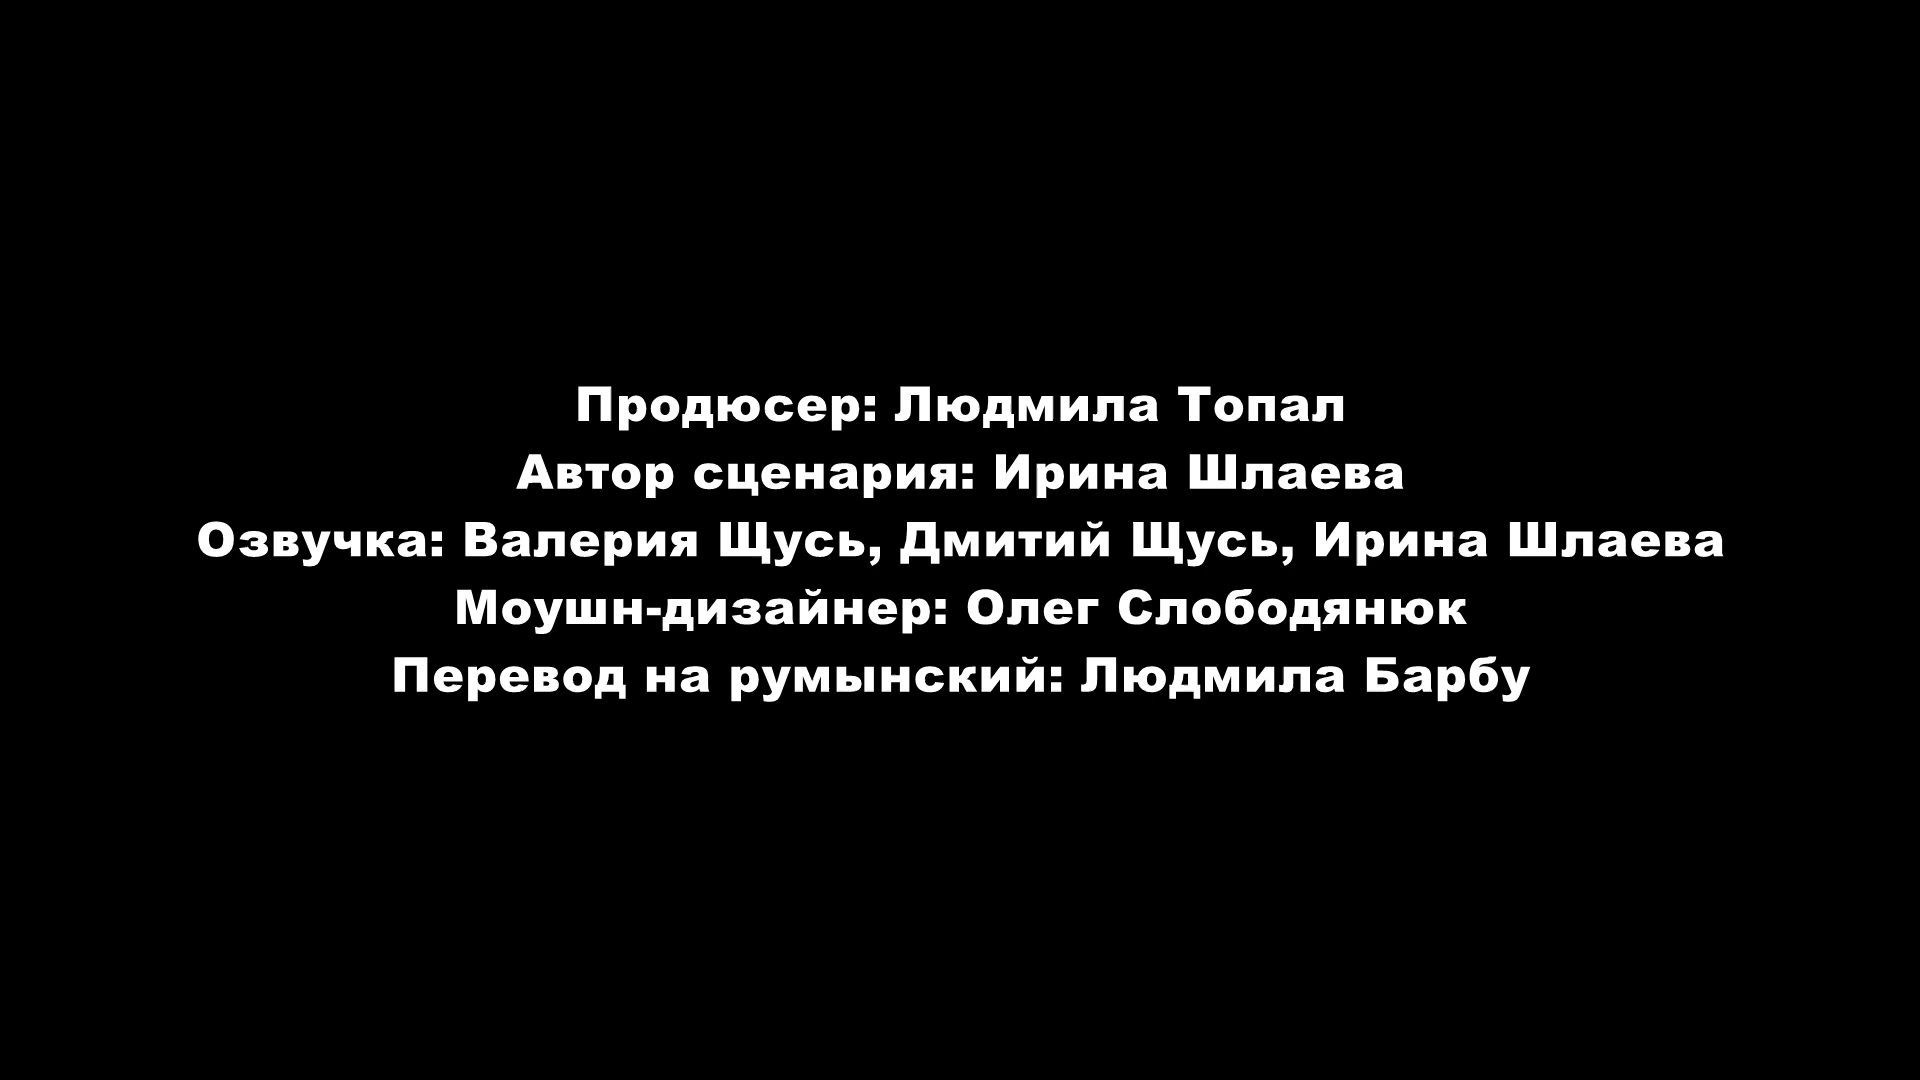 Продюсер: Людмила Топал
Автор сценария: Ирина Шлаева
Озвучка: Валерия Щусь, Дмитий Щусь, Ирина Шлаева
Моушн-дизайнер: Олег Слободянюк
Перевод на румынский: Людмила Барбу